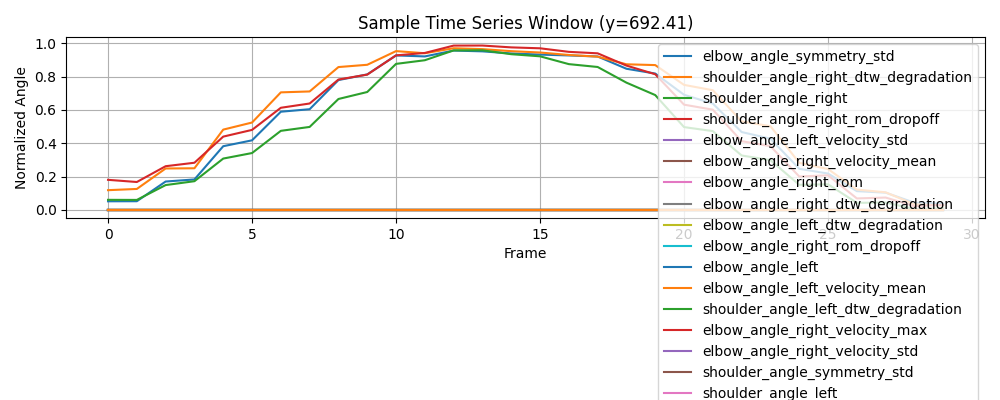 Sample Time Series Window (y=692.41)
1.0
0.8
0.6
0.4
0.2
0.0
Normalized Angle
0
5
10
15
20
25
30
Frame
elbow_angle_symmetry_std
shoulder_angle_right_dtw_degradation
shoulder_angle_right
shoulder_angle_right_rom_dropoff
elbow_angle_left_velocity_std
elbow_angle_right_velocity_mean
elbow_angle_right_rom
elbow_angle_right_dtw_degradation
elbow_angle_left_dtw_degradation
elbow_angle_right_rom_dropoff
elbow_angle_left
elbow_angle_left_velocity_mean
shoulder_angle_left_dtw_degradation
elbow_angle_right_velocity_max
elbow_angle_right_velocity_std
shoulder_angle_symmetry_std
shoulder_angle_left